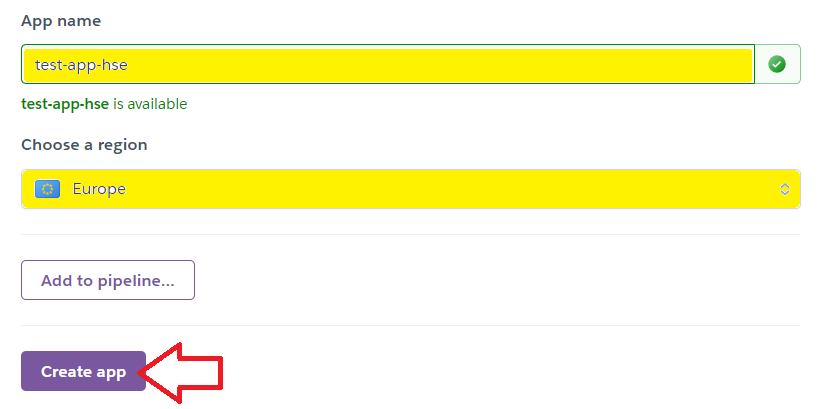 App name
test-app-hse
test-app-hse is available
Choose a region
Europe
Add to pipeline...
Create app